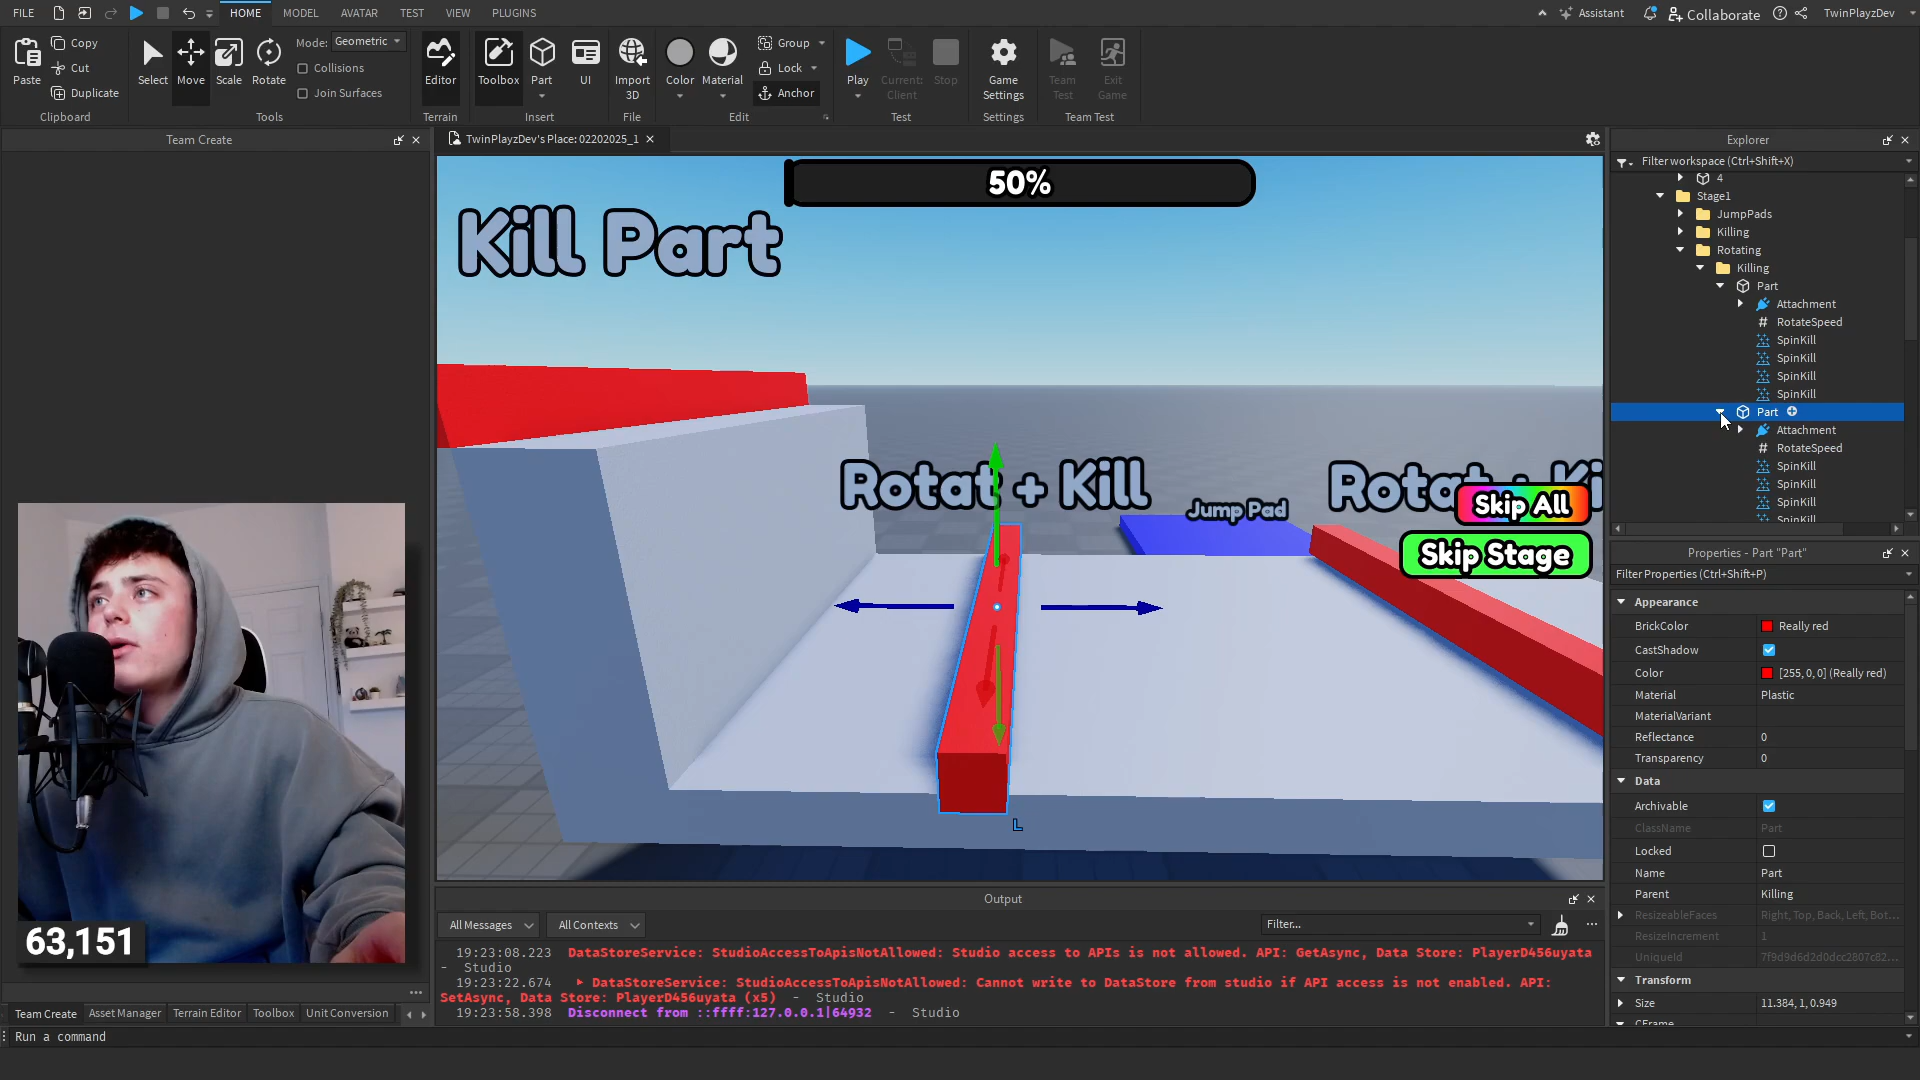 FILE HOME MODEL AVATAR TEST VIEW PLUGINS Assistant Collaborate TwinPlayzDev
Paste Copy Cut Duplicate Clipboard
Select Move Scale Rotate Mode: Geometric Collisions Join Surfaces Tools
Editor Terrain
Toolbox Part UI Insert
Import 3D File
Color Material Group Lock Anchor Edit
Play Current: Client Stop Test
Game Settings Settings
Team Test Exit Game Team Test
Team Create
TwinPlayzDev's Place: 02202025_1
50%
Kill Part
Rotat + Kill
Jump Pad
Rotat + Ki
Skip All
Skip Stage
L
63,151
Team Create Asset Manager Terrain Editor Toolbox Unit Conversion
Run a command
Output
All Messages All Contexts Filter...
19:23:08.223 DataStoreService: StudioAccessToApisNotAllowed: Studio access to APIs is not allowed. API: GetAsync, Data Store: PlayerD456uyata
- Studio
19:23:22.674 DataStoreService: StudioAccessToApisNotAllowed: Cannot write to DataStore from studio if API access is not enabled. API:
SetAsync, Data Store: PlayerD456uyata (x5) - Studio
19:23:58.398 Disconnect from ::ffff:127.0.0.1|64932 - Studio
Explorer
Filter workspace (Ctrl+Shift+X)
4
Stage1
JumpPads
Killing
Rotating
Killing
Part
Attachment
# RotateSpeed
SpinKill
SpinKill
SpinKill
SpinKill
Part
Attachment
# RotateSpeed
SpinKill
SpinKill
SpinKill
SpinKill
Properties - Part "Part"
Filter Properties (Ctrl+Shift+P)
Appearance
BrickColor Really red
CastShadow
Color [255, 0, 0] (Really red)
Material Plastic
MaterialVariant
Reflectance 0
Transparency 0
Data
Archivable
ClassName Part
Locked
Name Part
Parent Killing
ResizeableFaces Right, Top, Back, Left, Bot...
ResizeIncrement 1
UniqueId 7f9d9d6d2d0dcc2807c82...
Transform
Size 11.384, 1, 0.949
CFrame